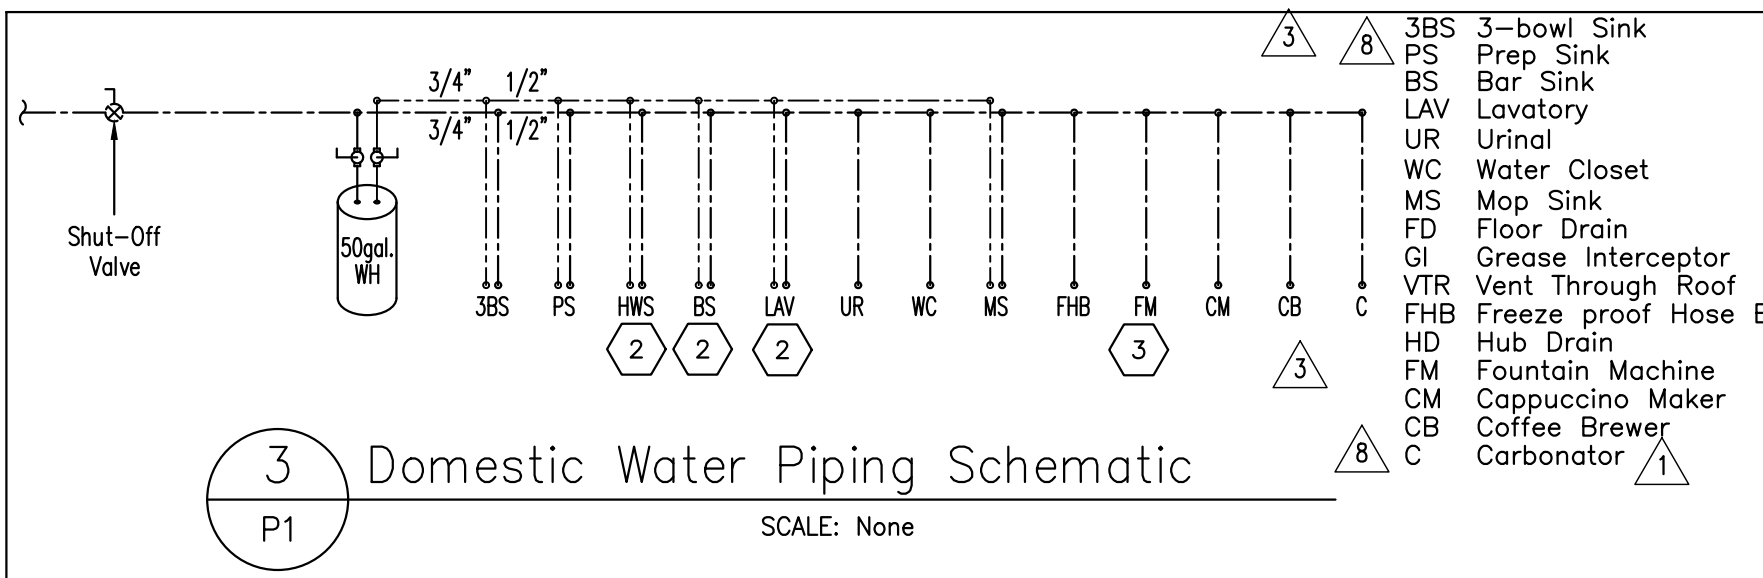 3/4" 1/2"
3/4" 1/2"
Shut-Off
Valve
50gal.
WH
3BS PS HWS BS LAV UR WC MS FHB FM CM CB C
2 2 2 3
3
3 8
3BS 3-bowl Sink
PS Prep Sink
BS Bar Sink
LAV Lavatory
UR Urinal
WC Water Closet
MS Mop Sink
FD Floor Drain
GI Grease Interceptor
VTR Vent Through Roof
FHB Freeze proof Hose
HD Hub Drain
FM Fountain Machine
CM Cappuccino Maker
CB Coffee Brewer
8 C Carbonator 1
3 Domestic Water Piping Schematic
P1 SCALE: None